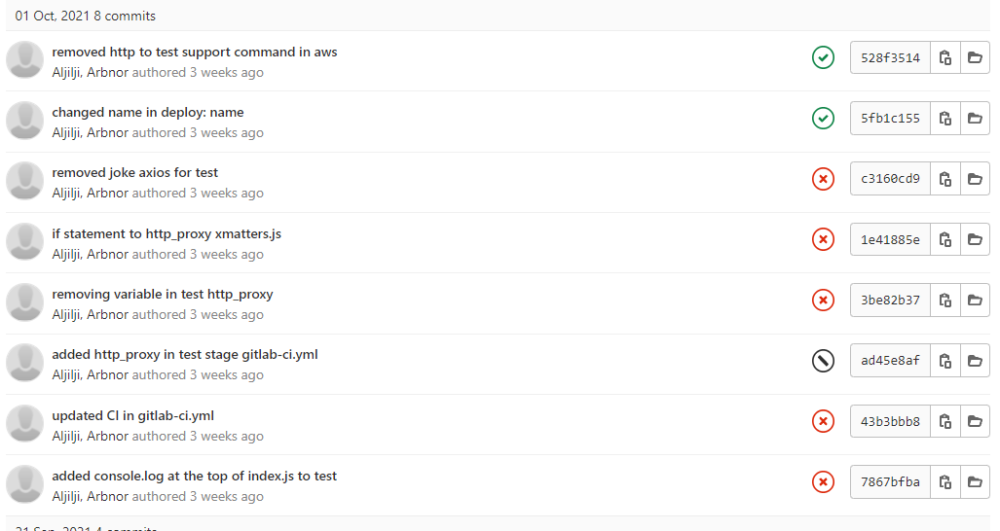 01 Oct, 2021 8 commits
removed http to test support command in aws
Aljilji, Arbnor authored 3 weeks ago
528f3514
changed name in deploy: name
Aljilji, Arbnor authored 3 weeks ago
5fb1c155
removed joke axios for test
Aljilji, Arbnor authored 3 weeks ago
c3160cd9
if statement to http_proxy xmatters.js
Aljilji, Arbnor authored 3 weeks ago
1e41885e
removing variable in test http_proxy
Aljilji, Arbnor authored 3 weeks ago
3be82b37
added http_proxy in test stage gitlab-ci.yml
Aljilji, Arbnor authored 3 weeks ago
ad45e8af
updated CI in gitlab-ci.yml
Aljilji, Arbnor authored 3 weeks ago
43b3bbb8
added console.log at the top of index.js to test
Aljilji, Arbnor authored 3 weeks ago
7867bfba
2021 4 commits